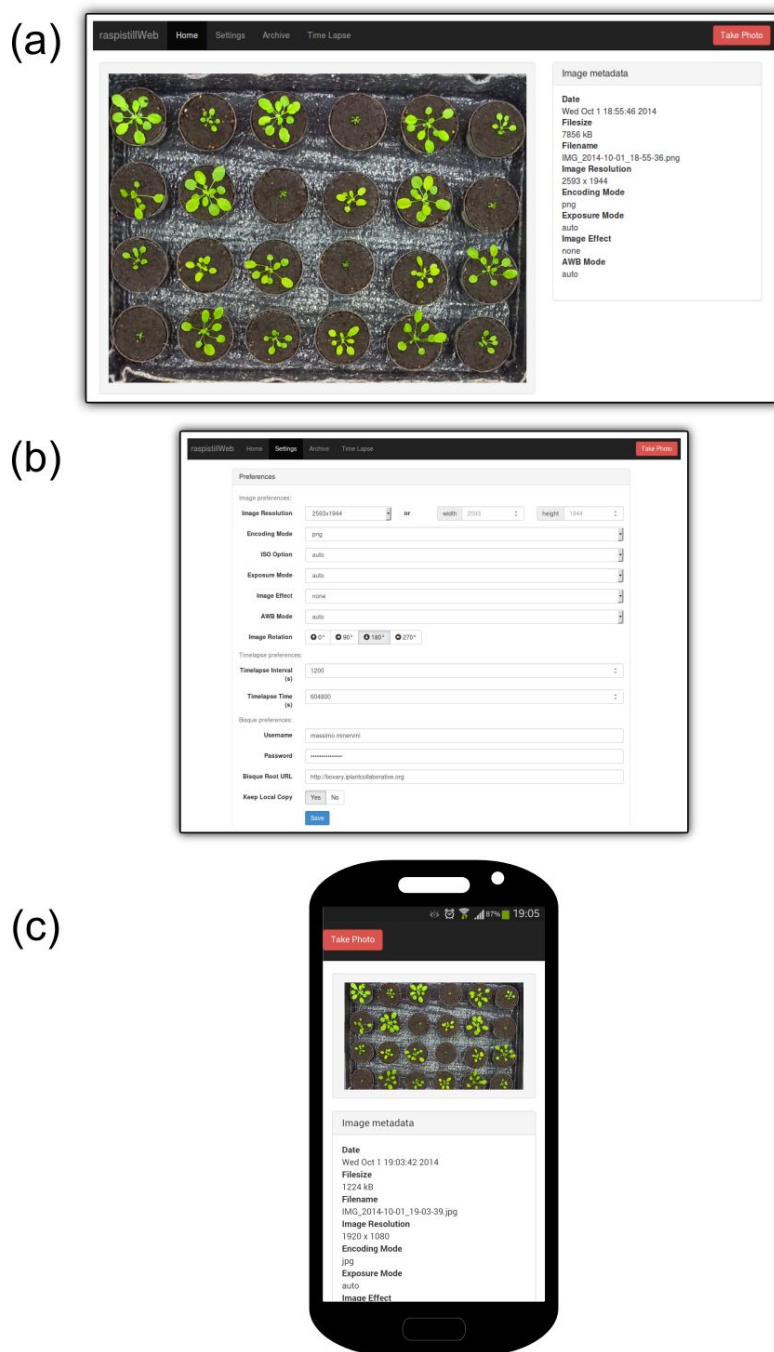 (a)
raspistillWeb Home Settings Archive Time Lapse Take Photo
Image metadata
Date
Wed Oct 1 18:55:46 2014
Filesize
7856 kB
Filename
IMG_2014-10-01_18-55-36.png
Image Resolution
2593 x 1944
Encoding Mode
png
Exposure Mode
auto
Image Effect
none
AWB Mode
auto
(b)
raspistillWeb Home Settings Archive Time Lapse Take Photo
Preferences
Image preferences:
Image Resolution 2593x1944 or width 2593 height 1944
Encoding Mode png
ISO Option auto
Exposure Mode auto
Image Effect none
AWB Mode auto
Image Rotation 0° 90° 180° 270°
Timelapse preferences:
Timelapse Interval 1200
(s)
Timelapse Time 604800
(s)
Bisque preferences:
Username massimo.minervini
Password
Bisque Root URL http://bovary.iplantcollaborative.org
Keep Local Copy Yes No
Save
(c)
87% 19:05
Take Photo
Image metadata
Date
Wed Oct 1 19:03:42 2014
Filesize
1224 kB
Filename
IMG_2014-10-01_19-03-39.jpg
Image Resolution
1920 x 1080
Encoding Mode
jpg
Exposure Mode
auto
Image Effect